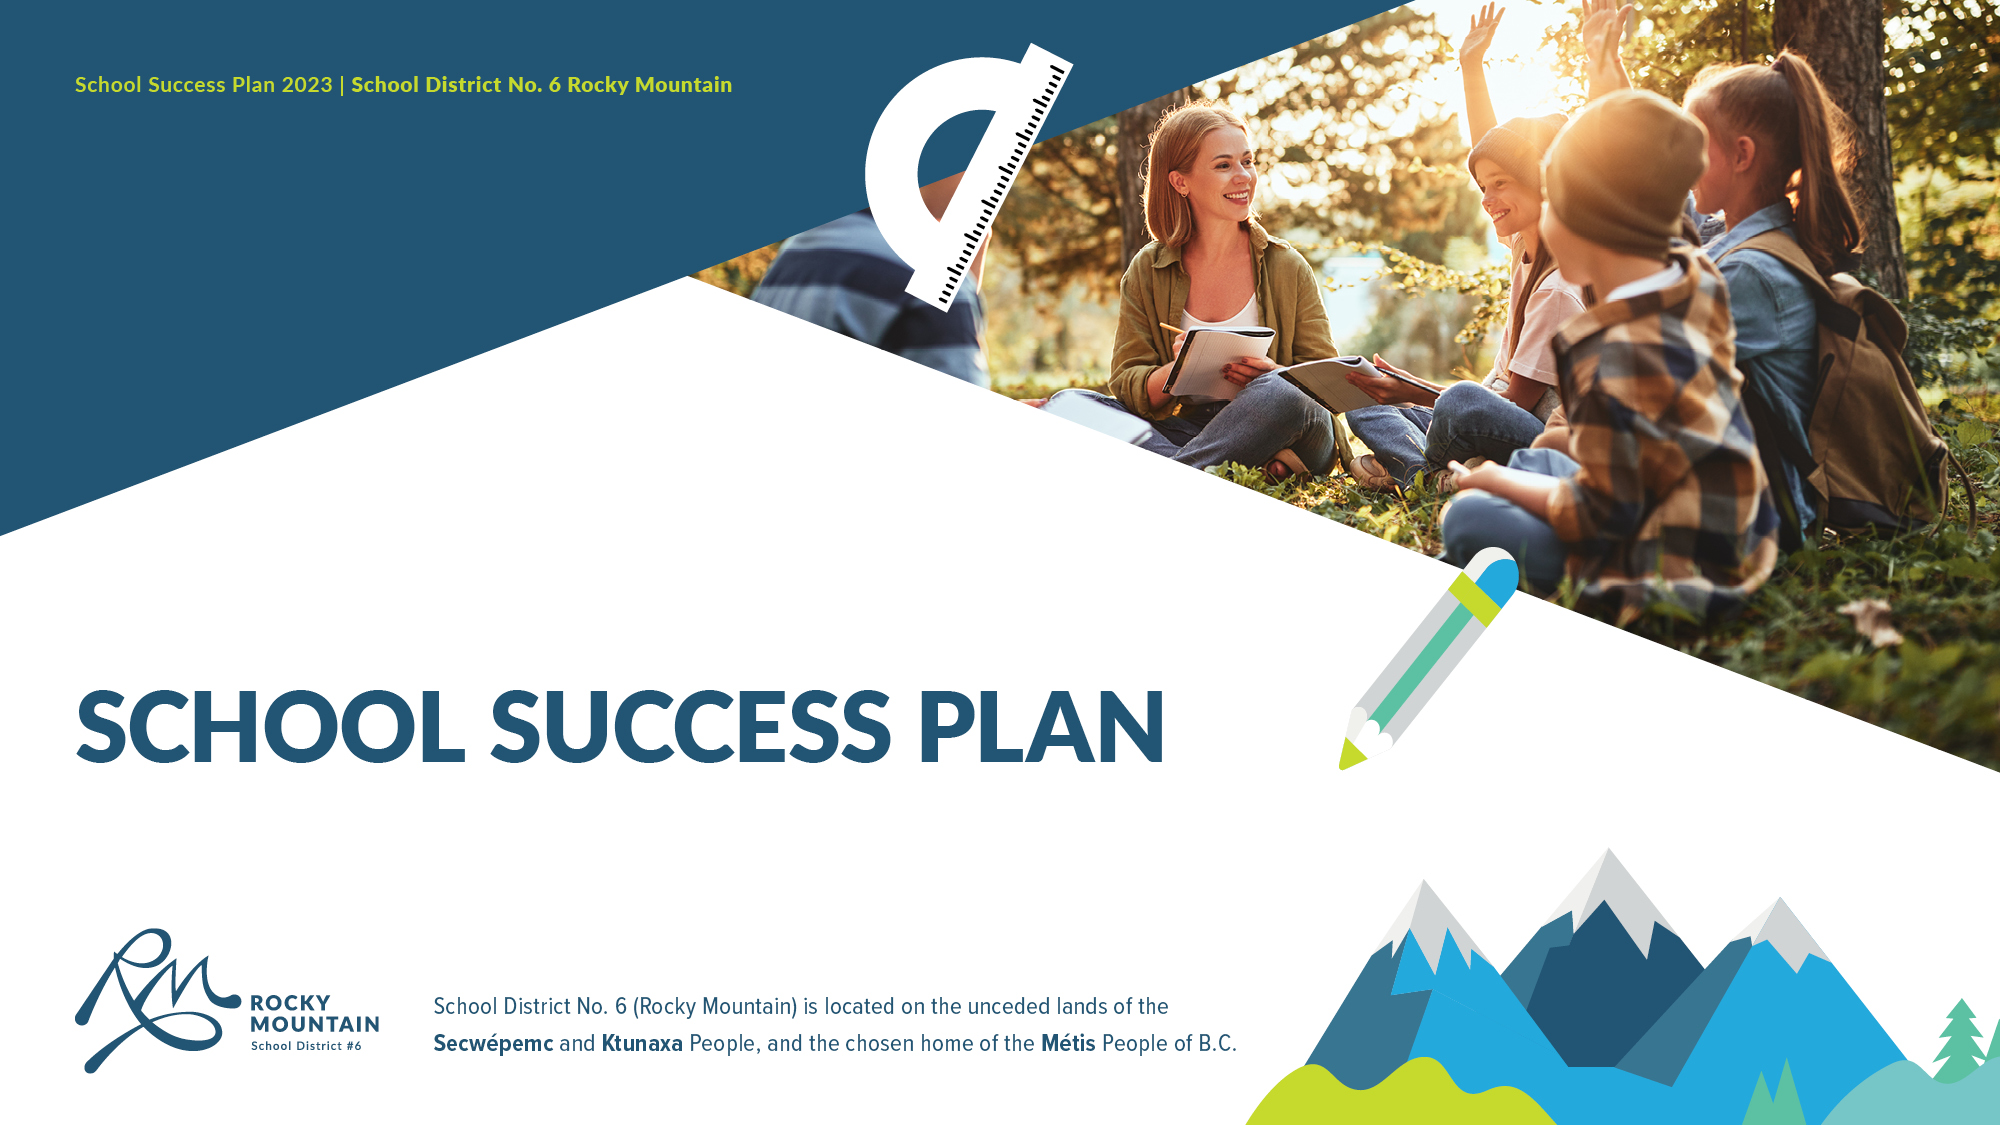 School Success Plan 2023 | School District No. 6 Rocky Mountain
SCHOOL SUCCESS PLAN
ROCKY
MOUNTAIN
School District #6
School District No. 6 (Rocky Mountain) is located on the unceded lands of the
Secwépemc and Ktunaxa People, and the chosen home of the Métis People of B.C.